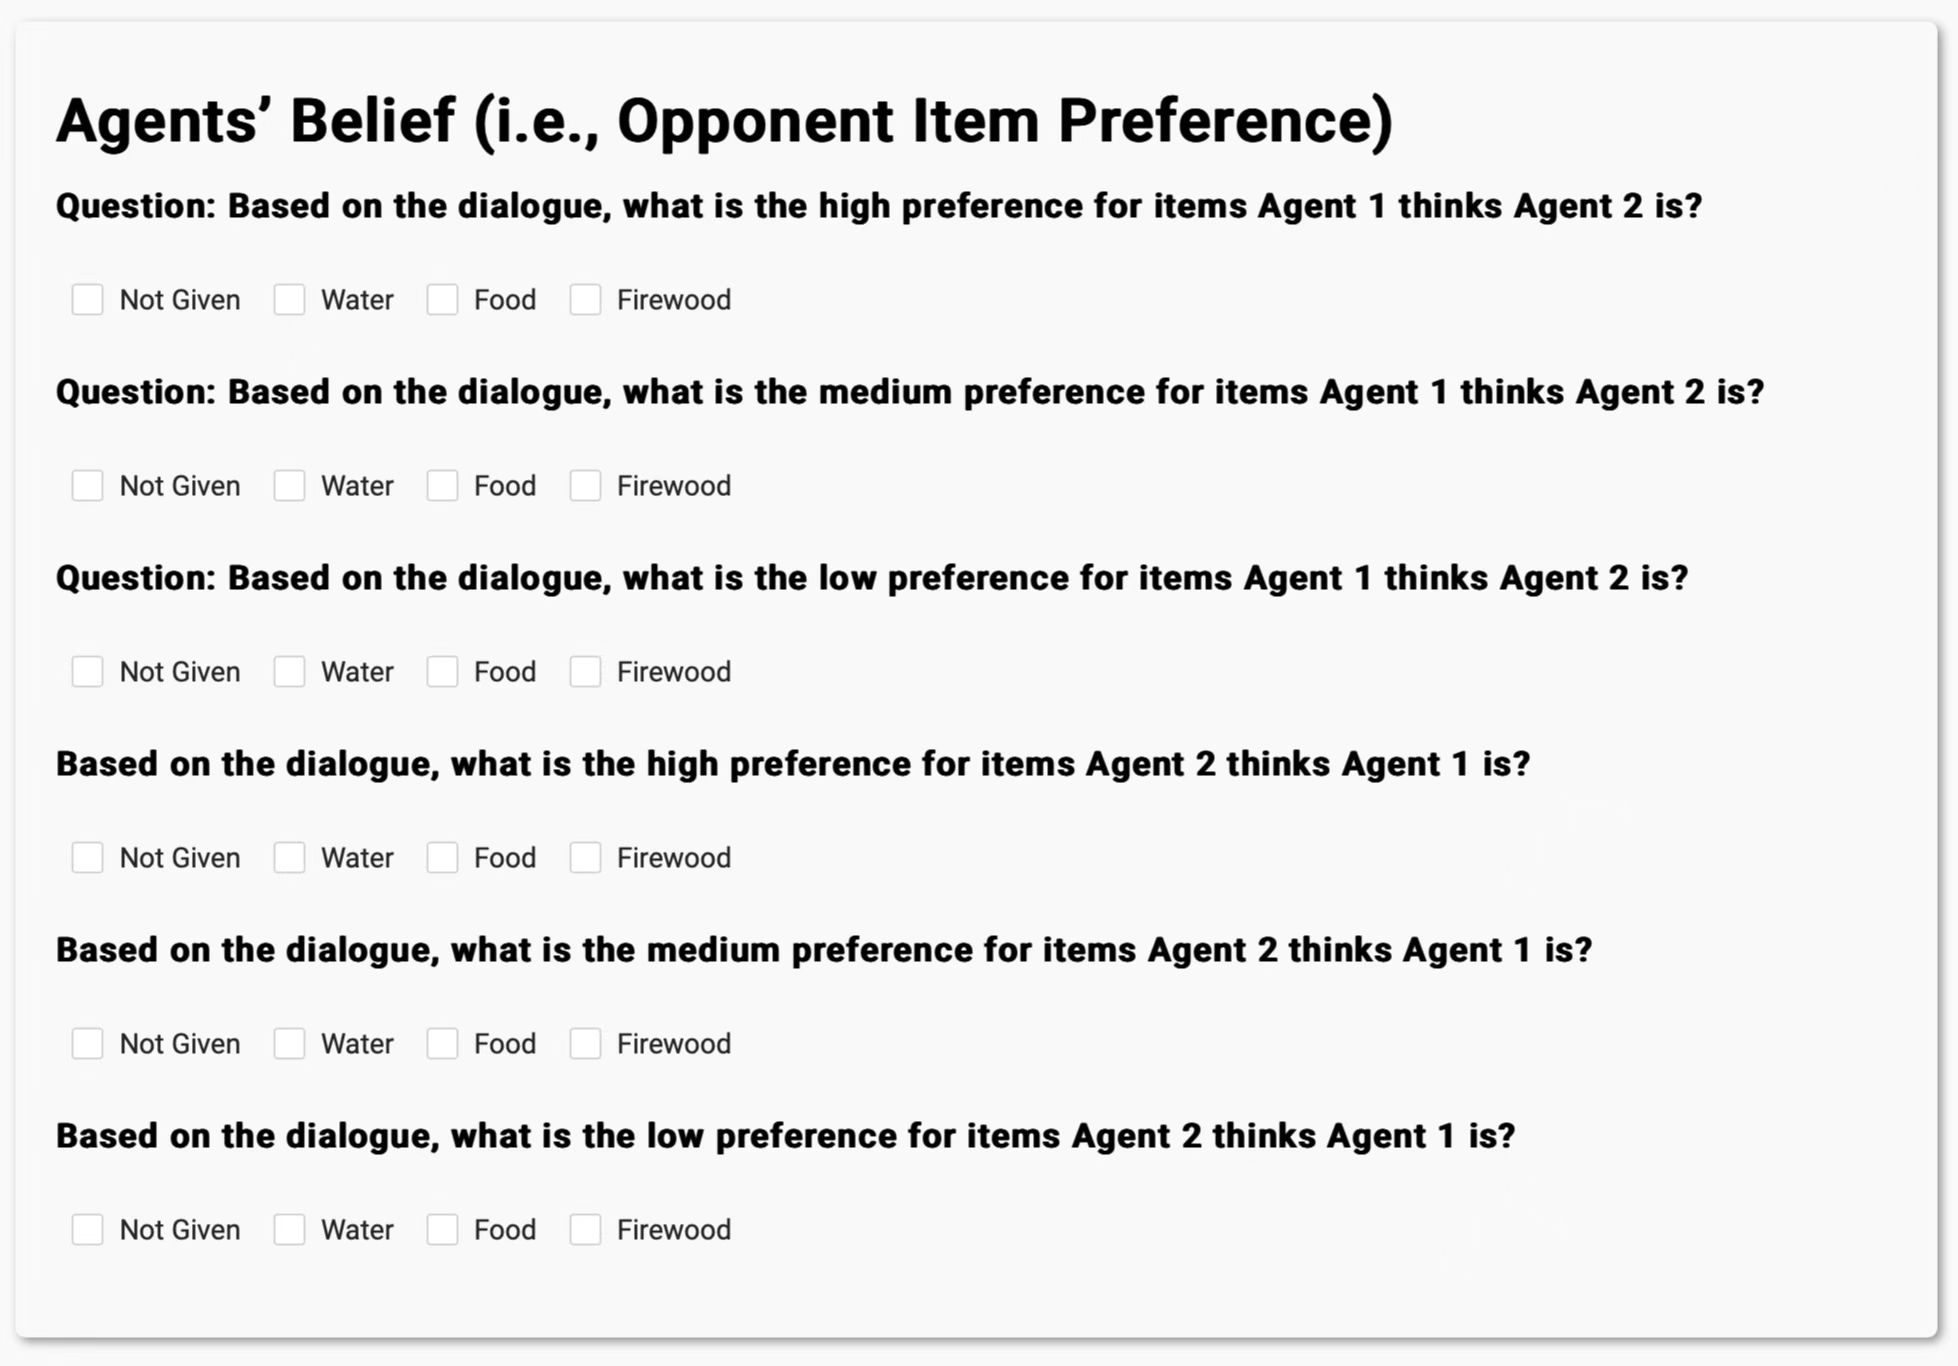 Agents’ Belief (i.e., Opponent Item Preference)
Question: Based on the dialogue, what is the high preference for items Agent 1 thinks Agent 2 is?
Not Given Water Food Firewood
Question: Based on the dialogue, what is the medium preference for items Agent 1 thinks Agent 2 is?
Not Given Water Food Firewood
Question: Based on the dialogue, what is the low preference for items Agent 1 thinks Agent 2 is?
Not Given Water Food Firewood
Based on the dialogue, what is the high preference for items Agent 2 thinks Agent 1 is?
Not Given Water Food Firewood
Based on the dialogue, what is the medium preference for items Agent 2 thinks Agent 1 is?
Not Given Water Food Firewood
Based on the dialogue, what is the low preference for items Agent 2 thinks Agent 1 is?
Not Given Water Food Firewood